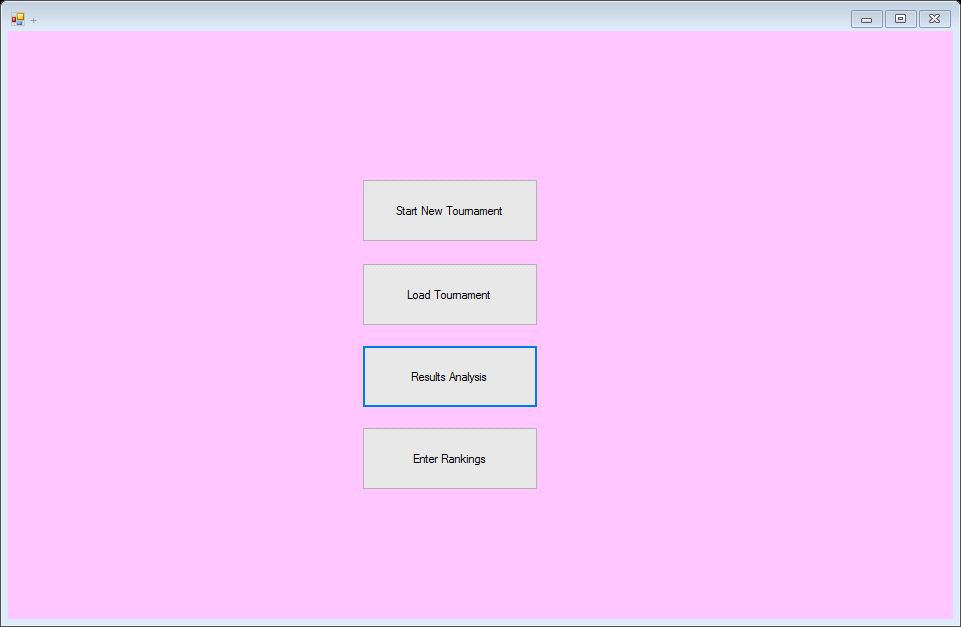 +
Start New Tournament
Load Tournament
Results Analysis
Enter Rankings